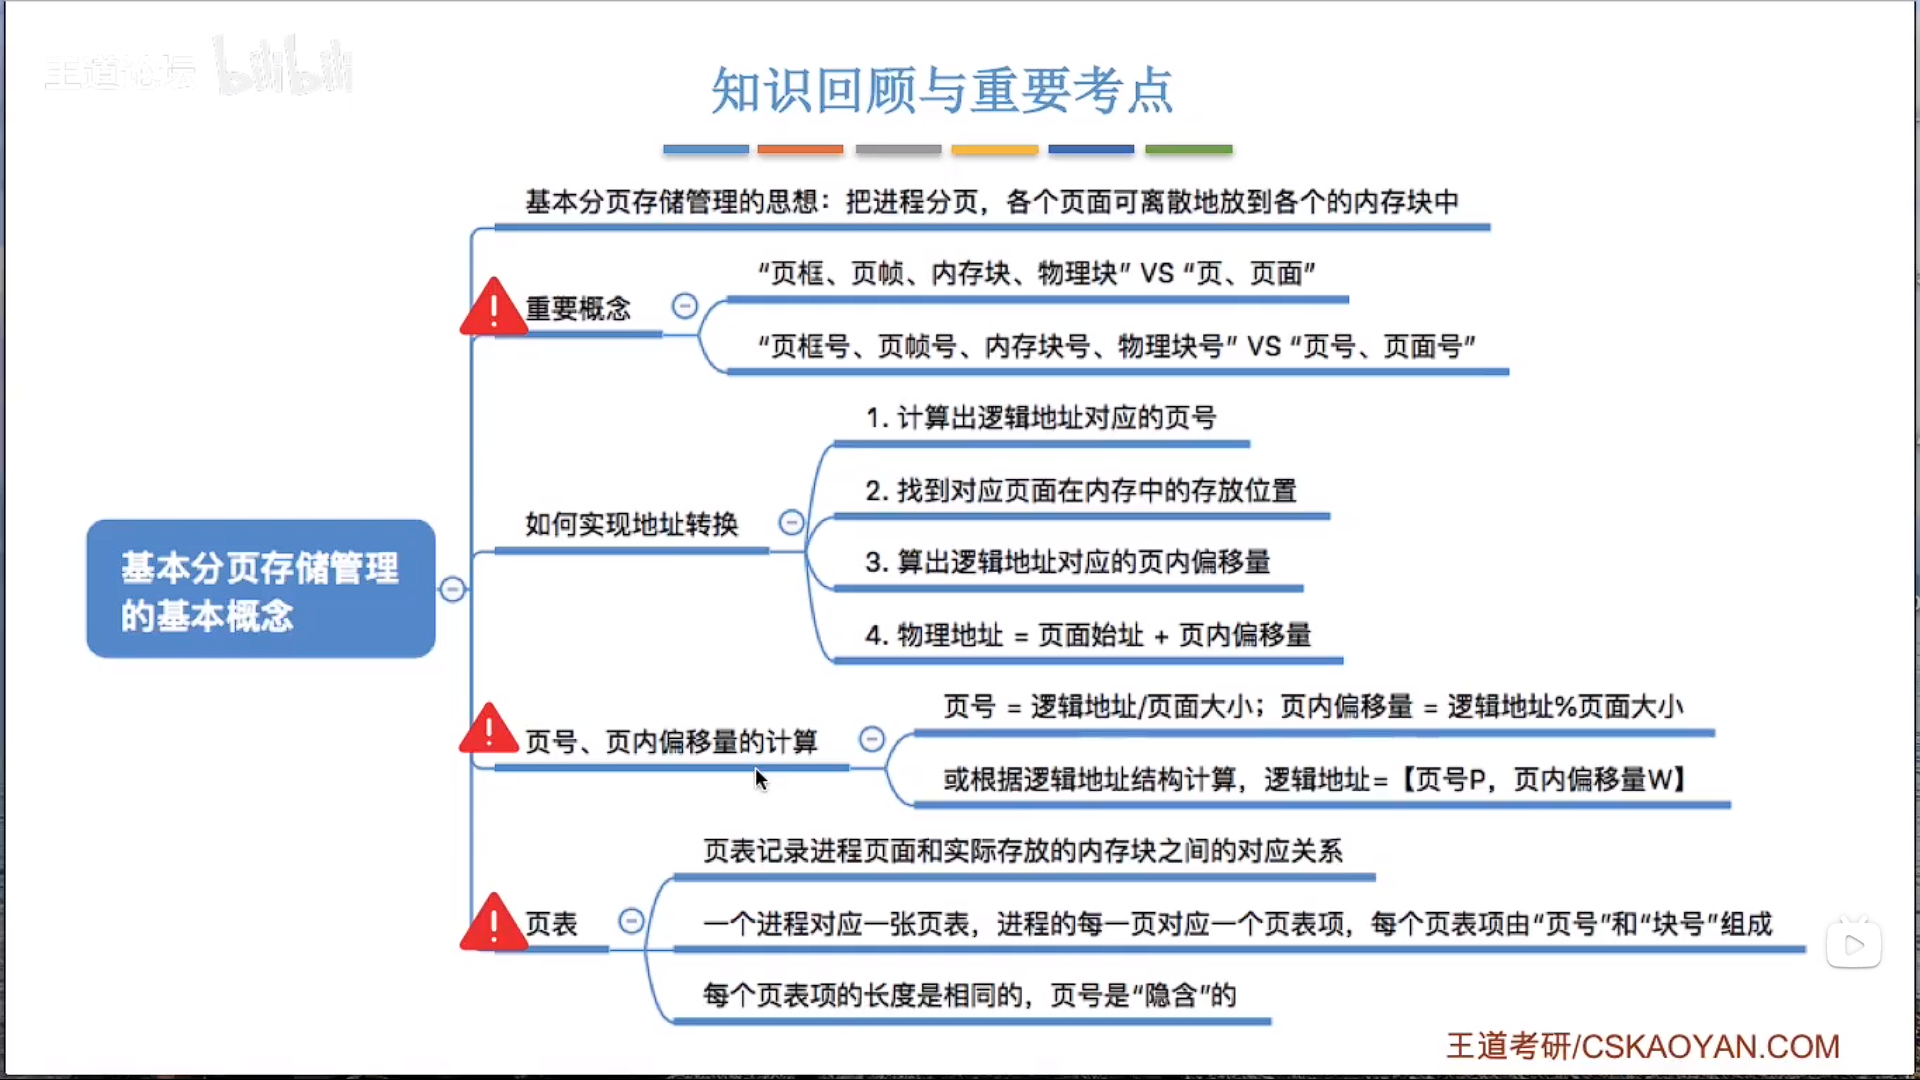 王道论坛 bilibili
知识回顾与重要考点
基本分页存储管理的思想：把进程分页，各个页面可离散地放到各个的内存块中
重要概念
“页框、页帧、内存块、物理块” VS “页、页面”
“页框号、页帧号、内存块号、物理块号” VS “页号、页面号”
如何实现地址转换
1. 计算出逻辑地址对应的页号
2. 找到对应页面在内存中的存放位置
3. 算出逻辑地址对应的页内偏移量
4. 物理地址 = 页面始址 + 页内偏移量
基本分页存储管理
的基本概念
页号、页内偏移量的计算
页号 = 逻辑地址/页面大小；页内偏移量 = 逻辑地址%页面大小
或根据逻辑地址结构计算，逻辑地址=【页号P，页内偏移量W】
页表
页表记录进程页面和实际存放的内存块之间的对应关系
一个进程对应一张页表，进程的每一页对应一个页表项，每个页表项由“页号”和“块号”组成
每个页表项的长度是相同的，页号是“隐含”的
王道考研/CSKAOYAN.COM